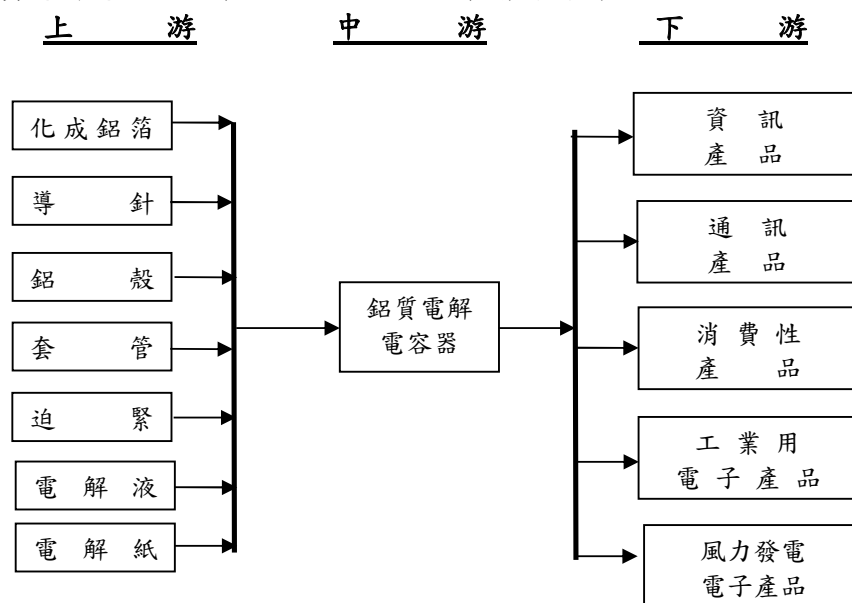 上 游 中 游 下 游
化成鋁箔
導 針
鋁 殼
套 管
迫 緊
電 解 液
電 解 紙
鋁質電解
電容器
資 訊
產 品
通 訊
產 品
消 費 性
產 品
工 業 用
電 子 產 品
風力發電
電子產品